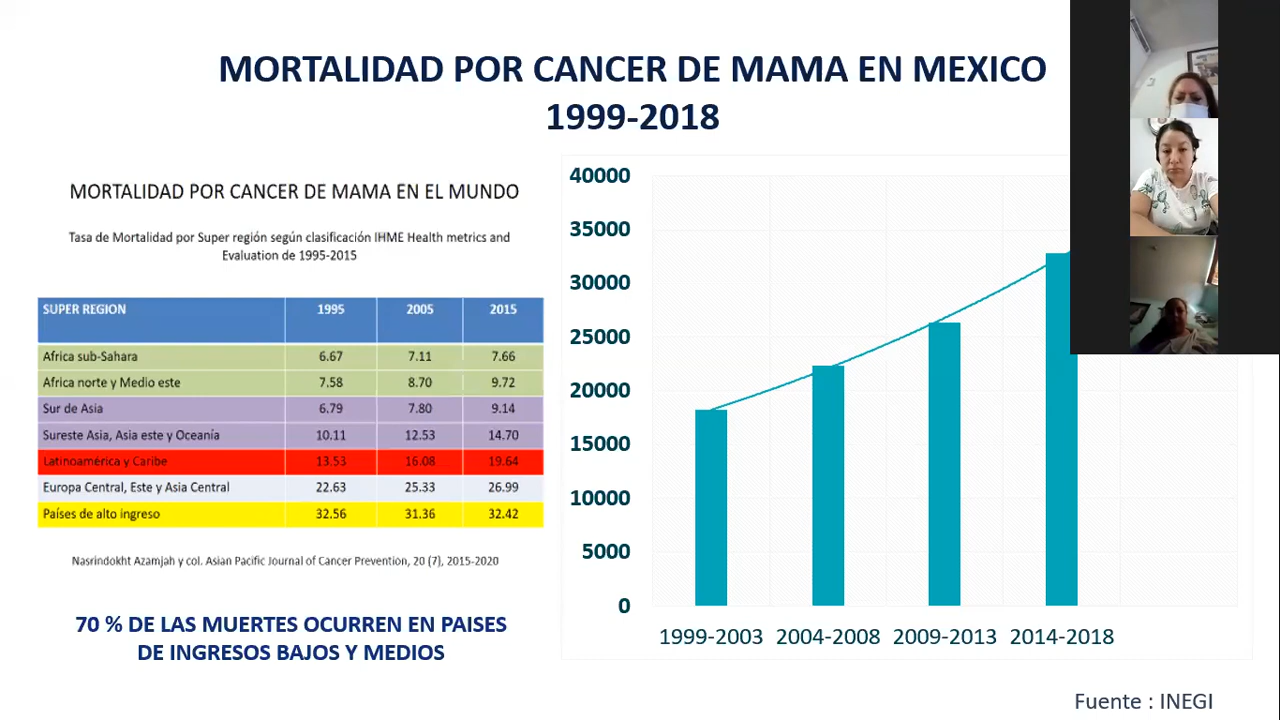 MORTALIDAD POR CANCER DE MAMA EN MEXICO
1999-2018
MORTALIDAD POR CANCER DE MAMA EN EL MUNDO
Tasa de Mortalidad por Super región según clasificación IHME Health metrics and
Evaluation de 1995-2015
SUPER REGION 1995 2005 2015
Africa sub-Sahara 6.67 7.11 7.66
Africa norte y Medio este 7.58 8.70 9.72
Sur de Asia 6.79 7.80 9.14
Sureste Asia, Asia este y Oceanía 10.11 12.53 14.70
Latinoamérica y Caribe 13.53 16.08 19.64
Europa Central, Este y Asia Central 22.63 25.33 26.99
Países de alto ingreso 32.56 31.36 32.42
Nasrindokht Azamjah y col. Asian Pacific Journal of Cancer Prevention, 20 (7), 2015-2020
70 % DE LAS MUERTES OCURREN EN PAISES
DE INGRESOS BAJOS Y MEDIOS
40000
35000
30000
25000
20000
15000
10000
5000
0
1999-2003 2004-2008 2009-2013 2014-2018
Fuente : INEGI